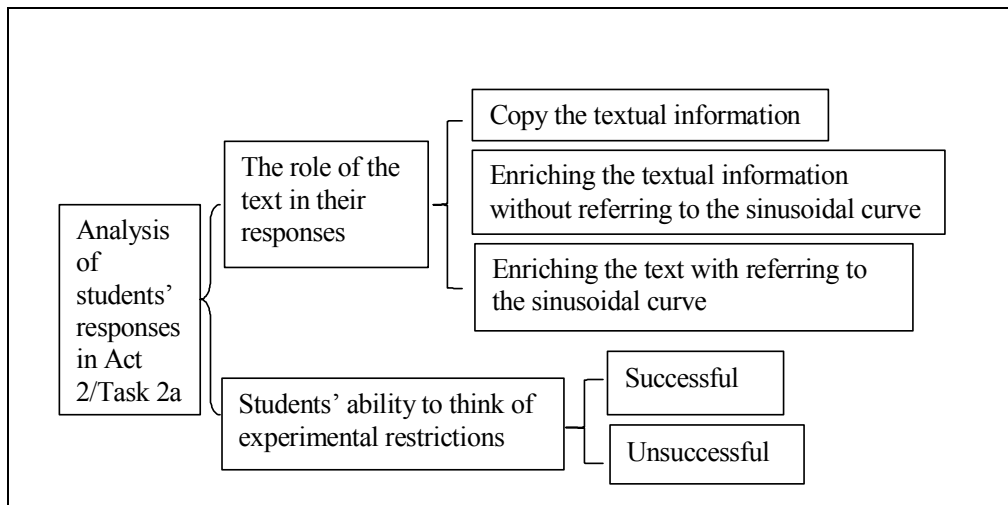 Analysis
of
students’
responses
in Act
2/Task 2a
The role of the
text in their
responses
Copy the textual information
Enriching the textual information
without referring to the sinusoidal curve
Enriching the text with referring to
the sinusoidal curve
Students’ ability to think of
experimental restrictions
Successful
Unsuccessful